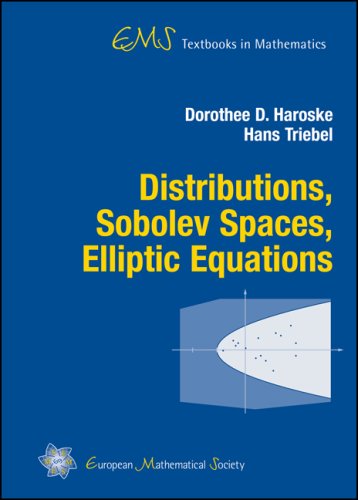 EMS Textbooks in Mathematics
Dorothee D. Haroske
Hans Triebel
Distributions,
Sobolev Spaces,
Elliptic Equations
European Mathematical Society